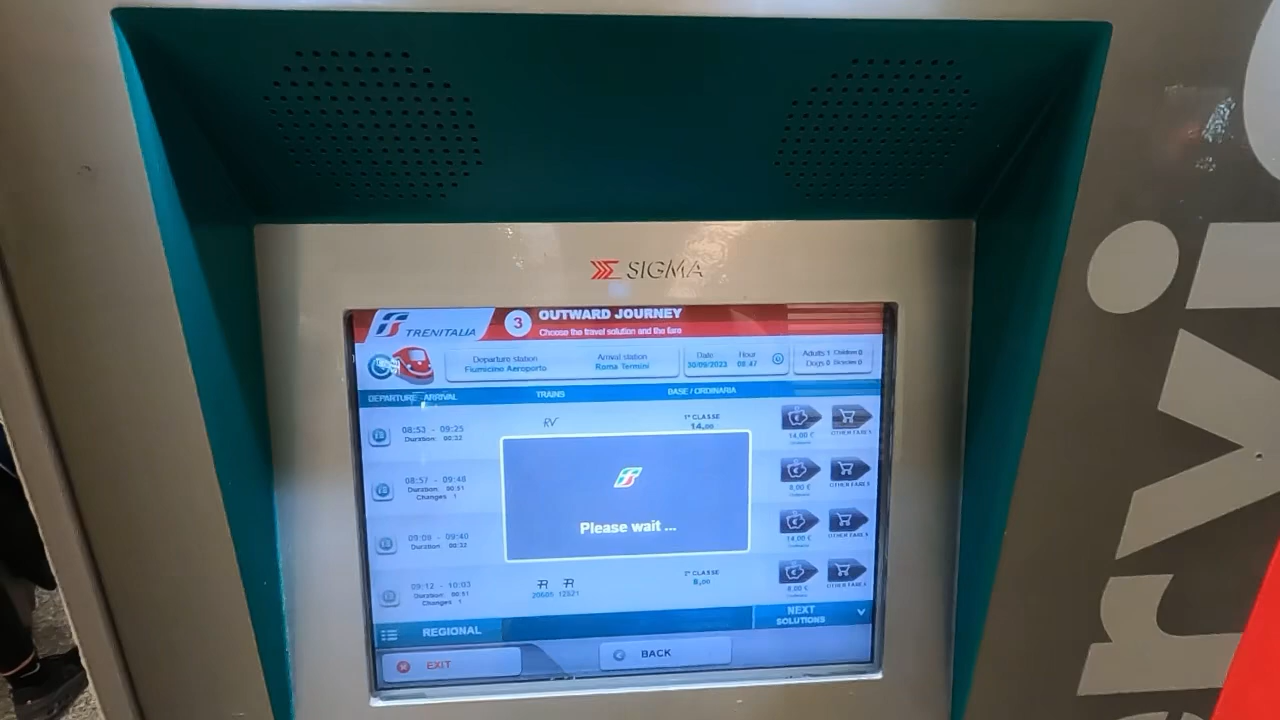 SIGMA
TRENITALIA
3
OUTWARD JOURNEY
Choose the travel solution and the fare
Departure station
Fiumicino Aeroporto
Arrival station
Roma Termini
Date
30/09/2023
Hour
08:47
Adults 1 Children 0
Dogs 0 Bicycles 0
DEPARTURE - ARRIVAL
TRAINS
BASE / ORDINARIA
08:53 - 09:25
Duration: 00:32
RV
1ª CLASSE
14,00
14,00 €
OTHER FARES
08:57 - 09:48
Duration: 00:51
Changes 1
8,00 €
OTHER FARES
Please wait ...
09:08 - 09:40
Duration: 00:32
14,00 €
OTHER FARES
09:12 - 10:03
Duration: 00:51
Changes 1
R R
2ª CLASSE
8,00
8,00 €
OTHER FARES
REGIONAL
NEXT
SOLUTIONS
EXIT
BACK